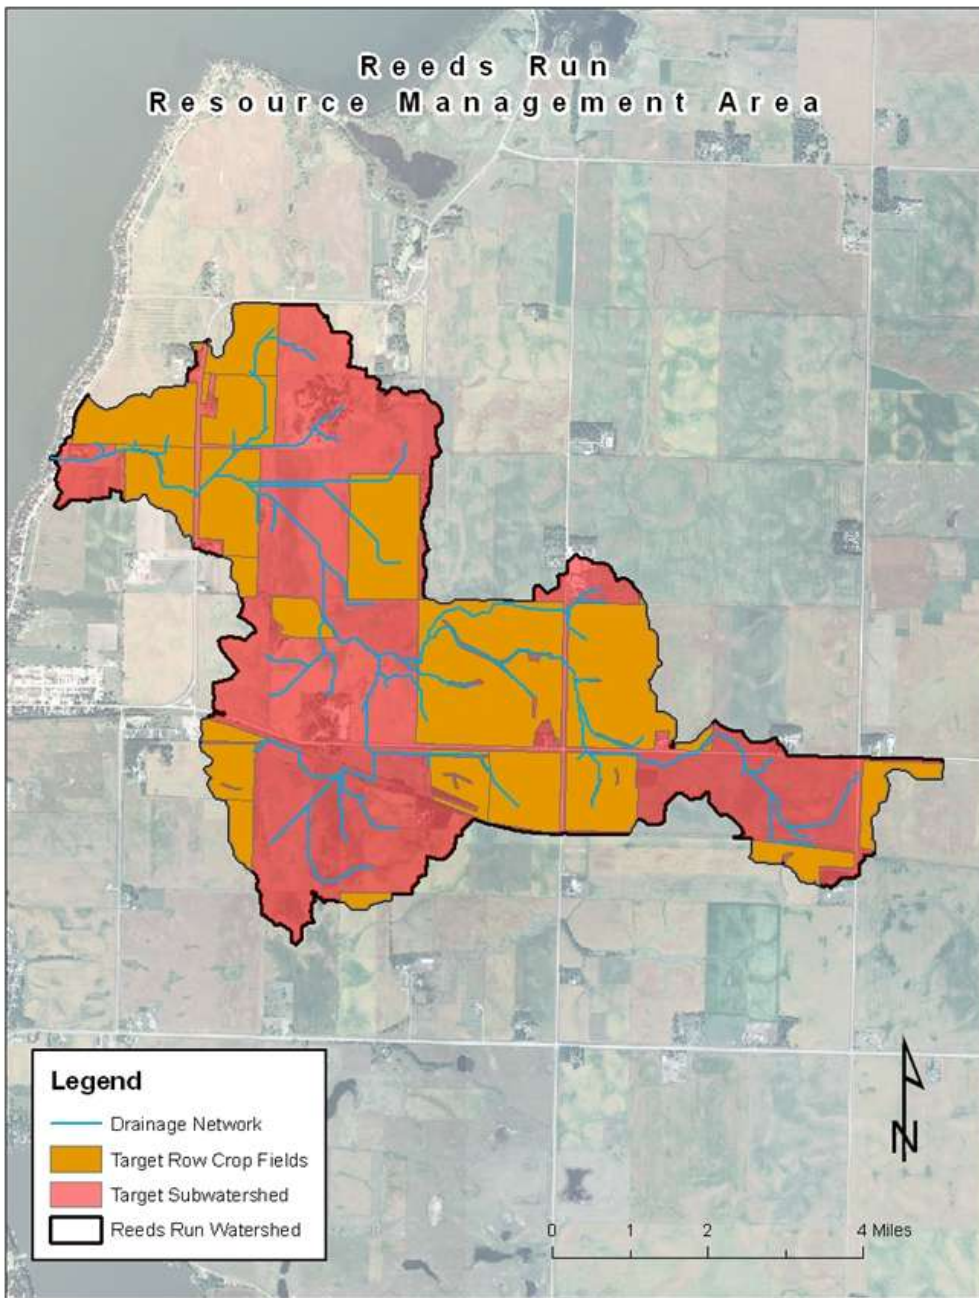 Reeds Run
Resource Management Area
Legend
Drainage Network
Target Row Crop Fields
Target Subwatershed
Reeds Run Watershed
N
0 1 2 4 Miles